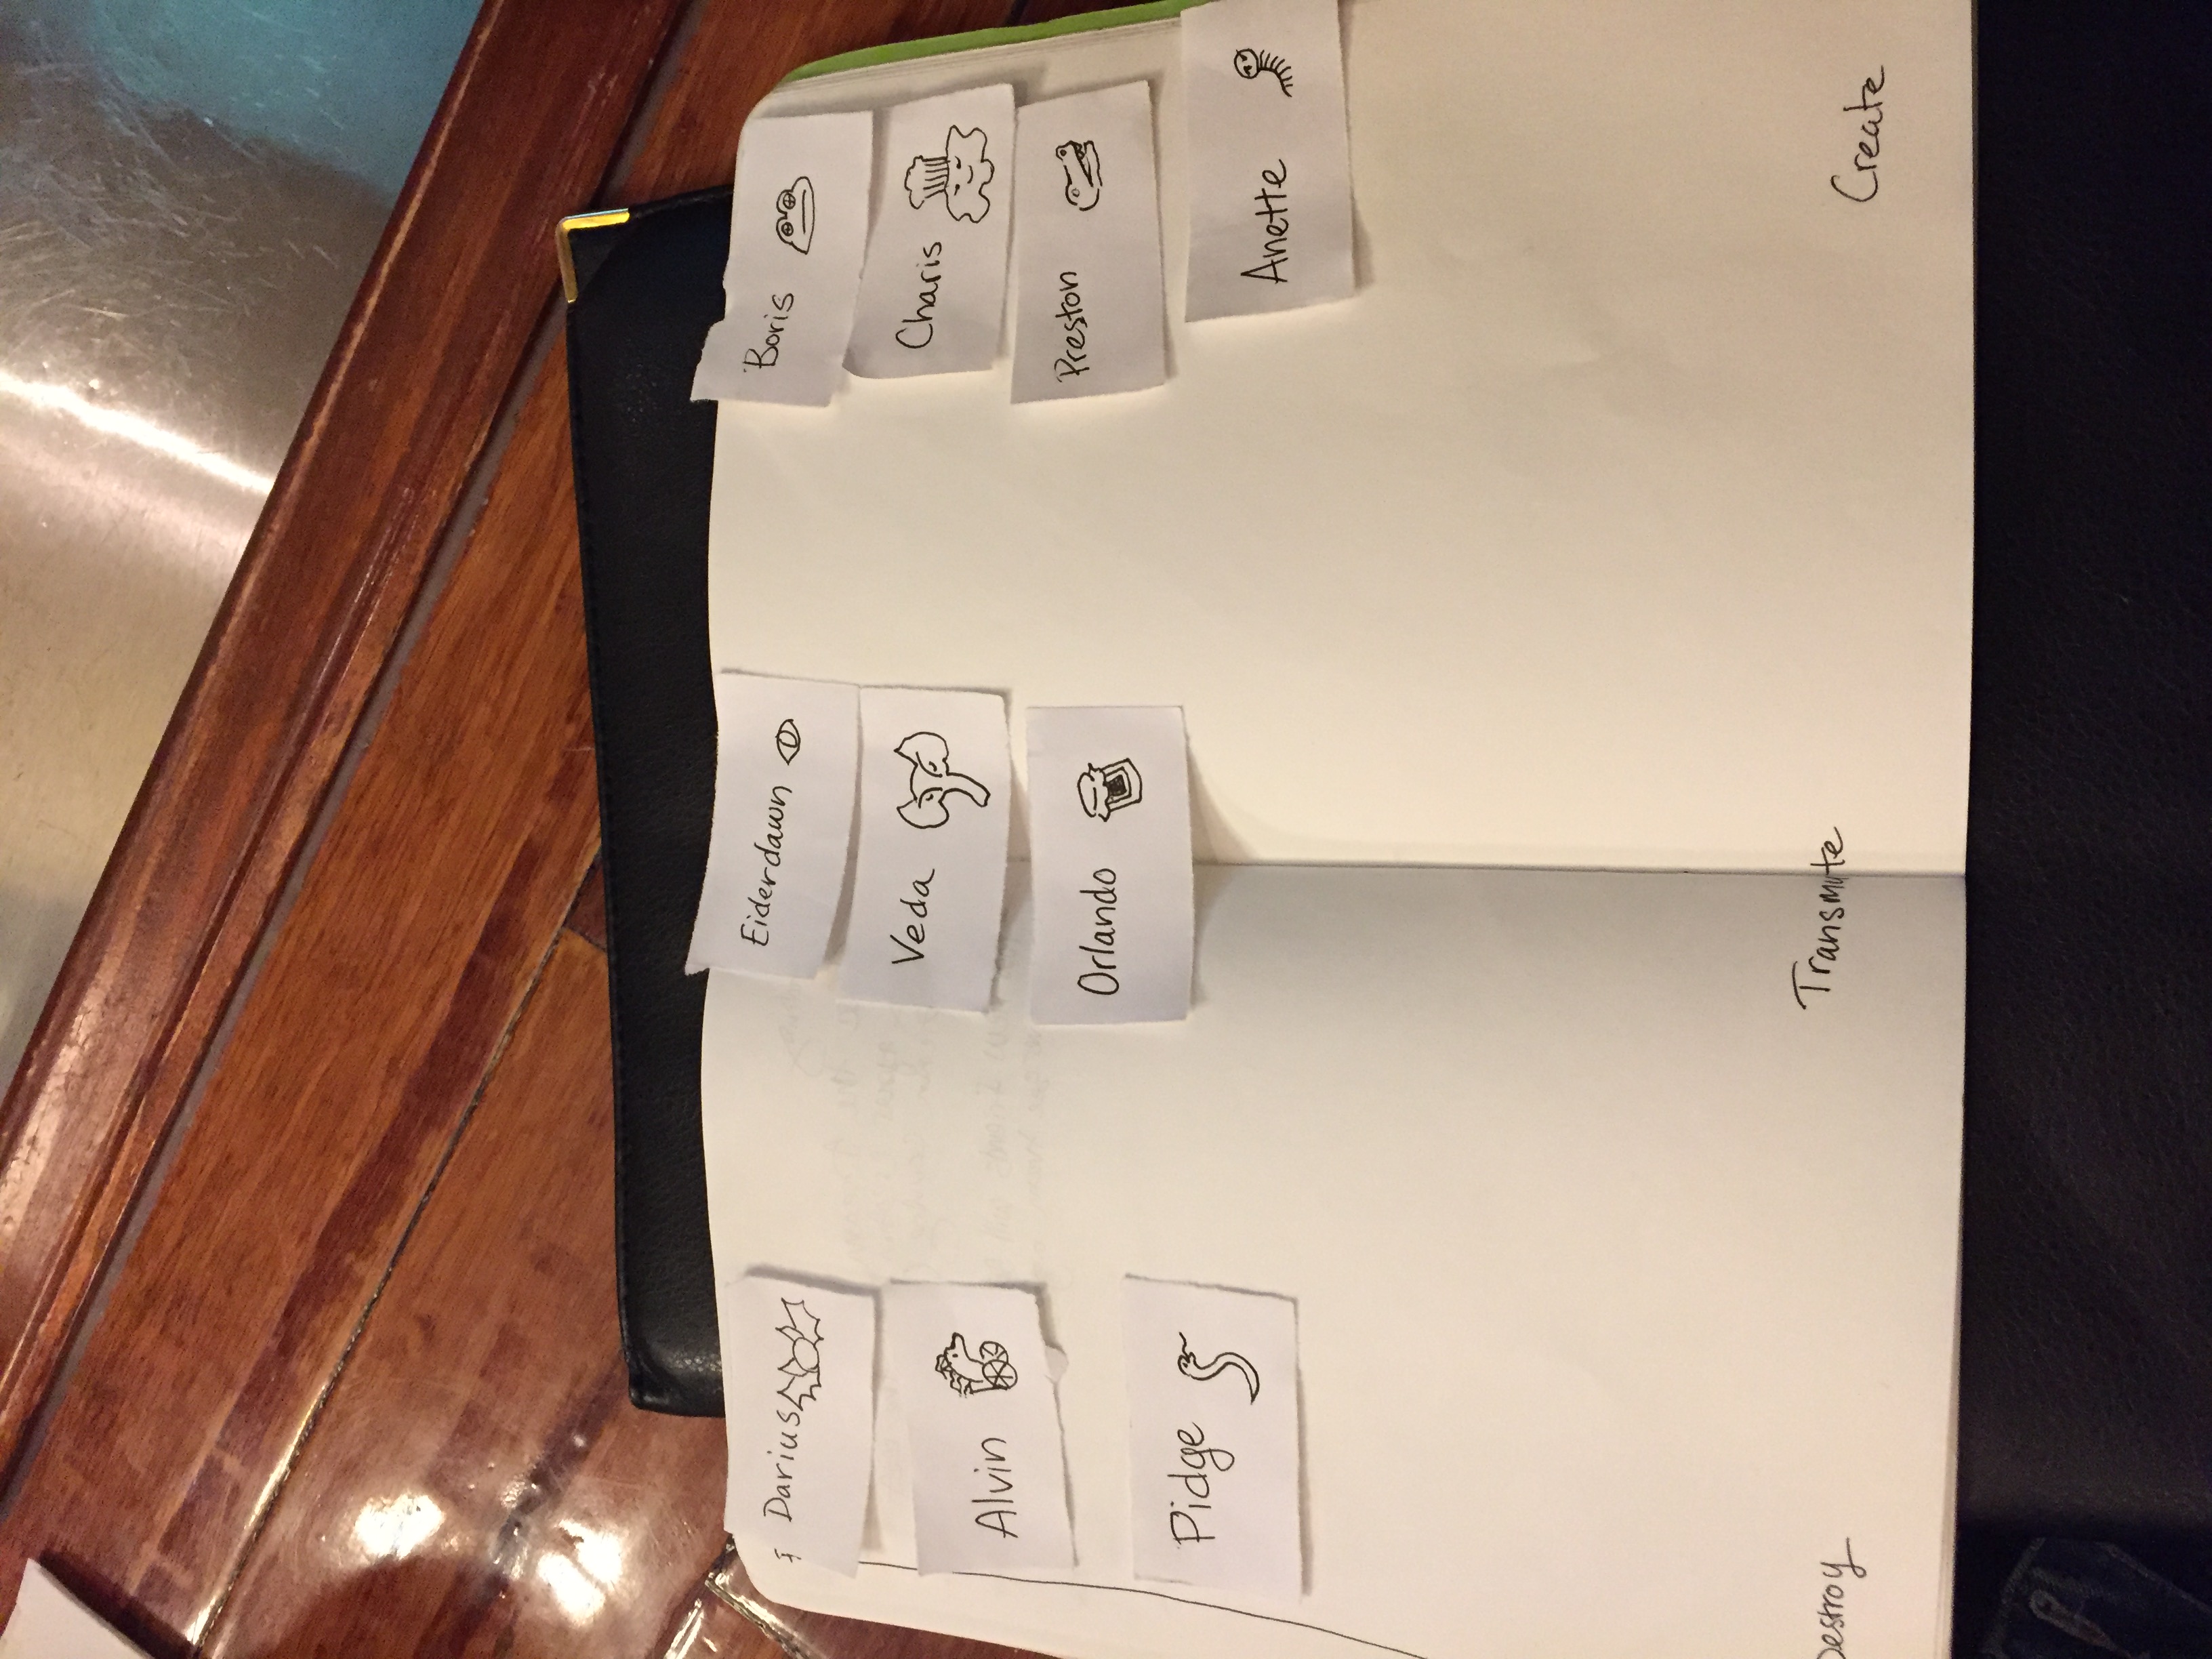 Darius
Alvin
Pidge
Eiderdawn
Veda
Orlando
Boris
Charis
Preston
Anette
Destroy
Transmute
Create